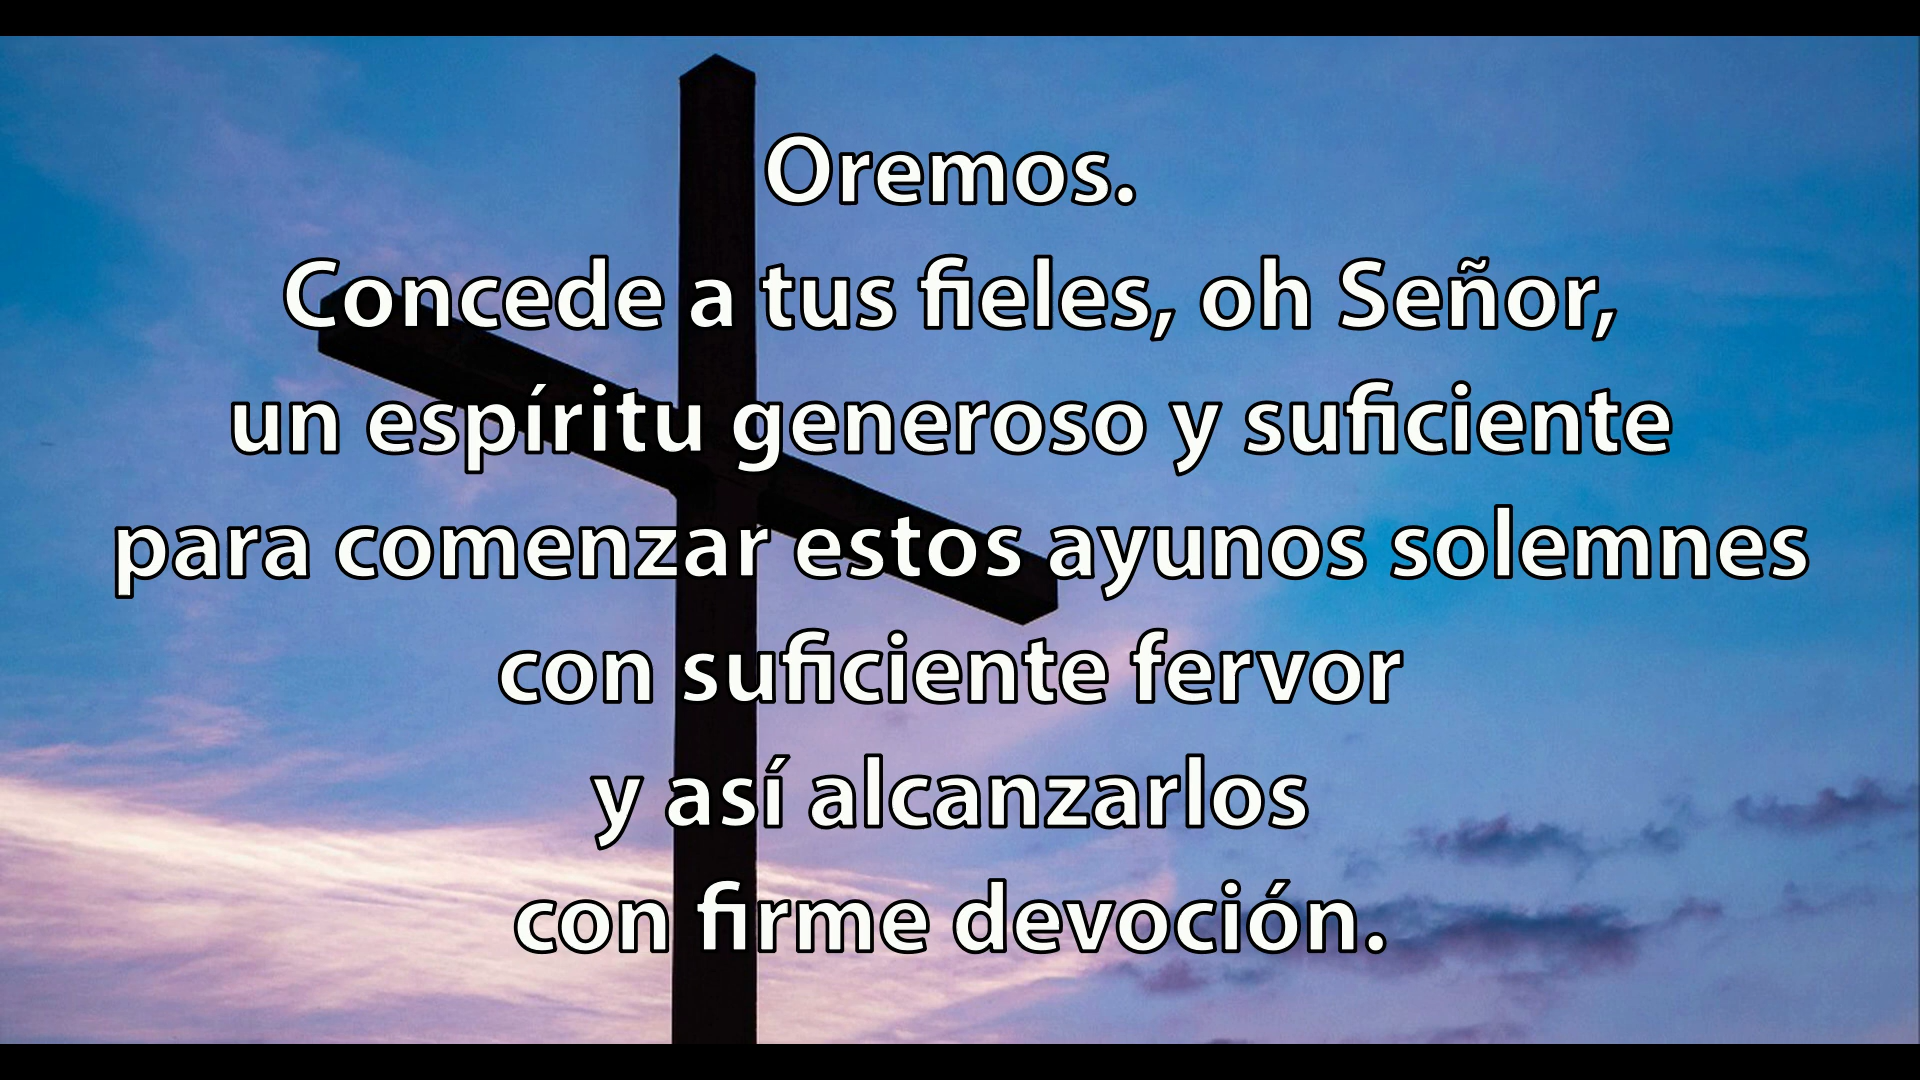 Oremos.
Concede a tus fieles, oh Señor,
un espíritu generoso y suficiente
para comenzar estos ayunos solemnes
con suficiente fervor
y así alcanzarlos
con firme devoción.